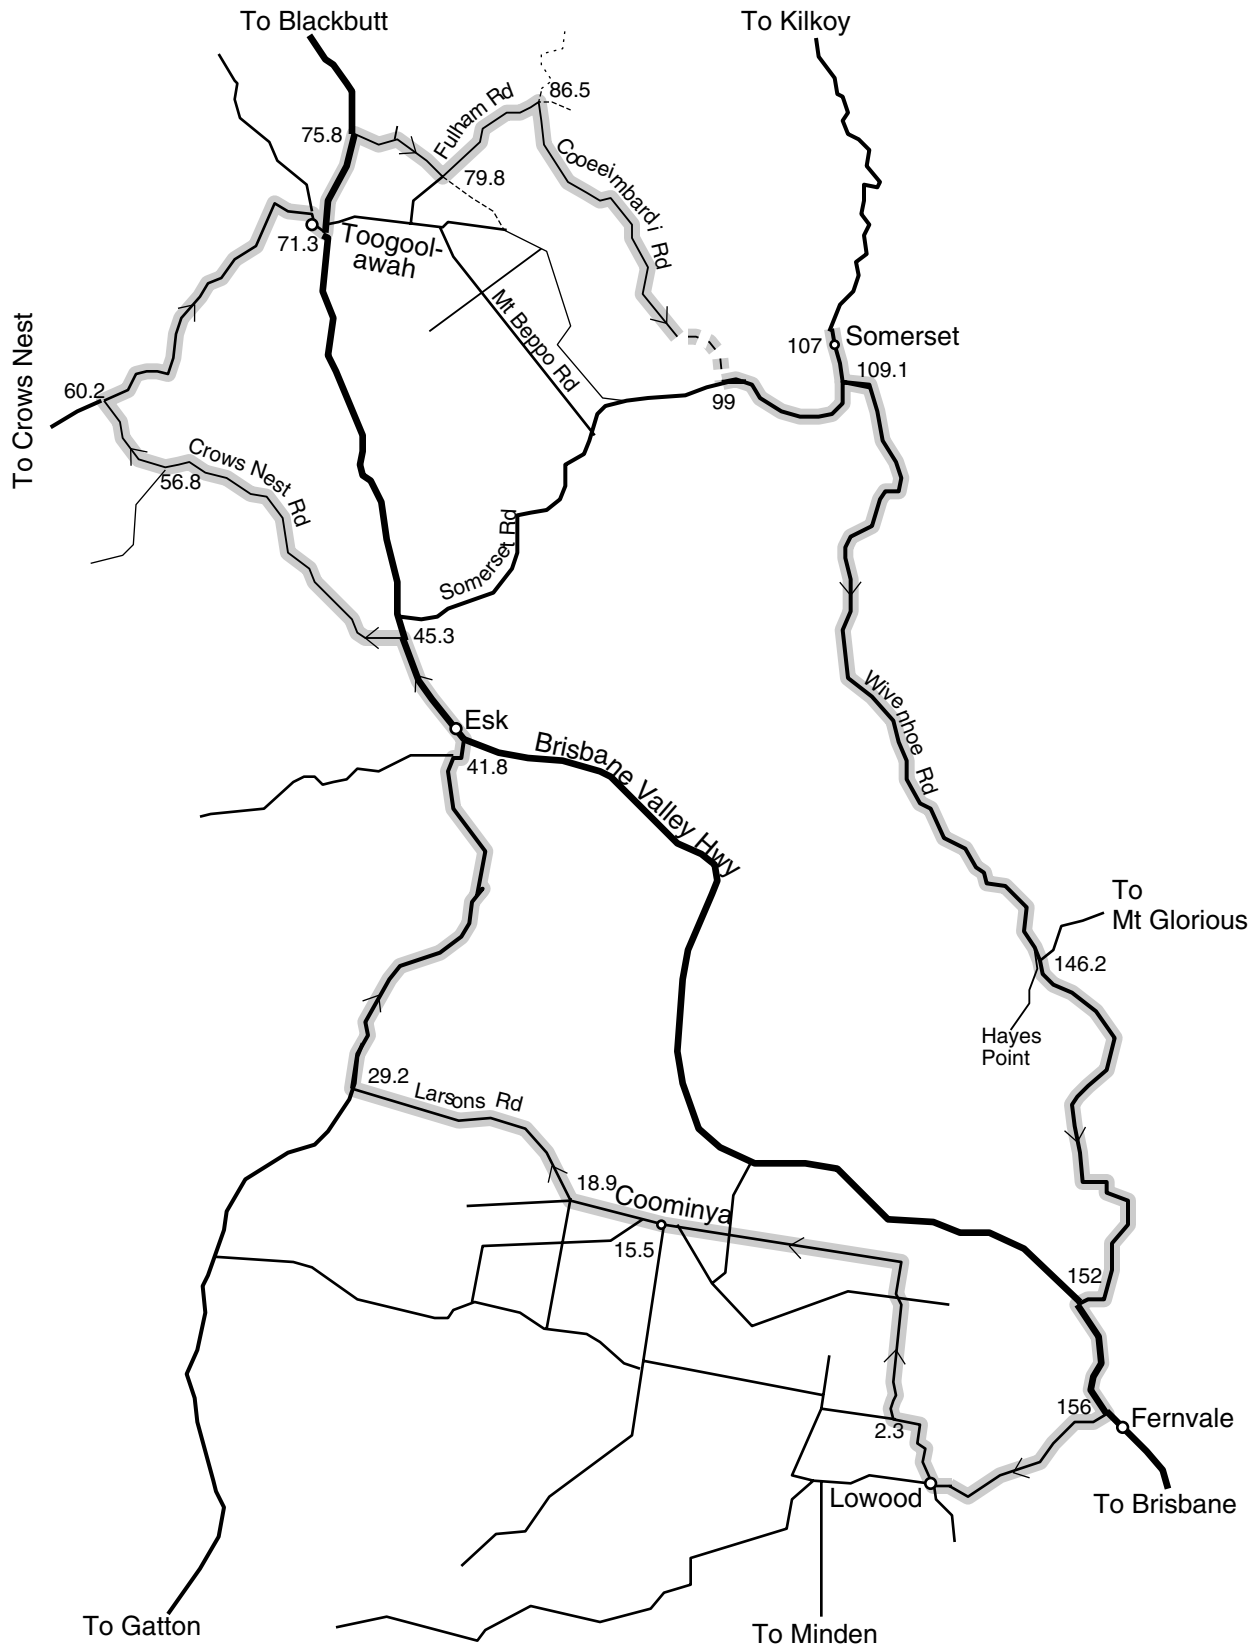 To Blackbutt
To Kilkoy
86.5
Fulham Rd
75.8
Cooeeimbardi Rd
79.8
71.3
Toogool-
awah
To Crows Nest
Mt Beppo Rd
107
Somerset
109.1
60.2
99
Crows Nest Rd
56.8
Somerset Rd
45.3
Wivenhoe Rd
Esk
41.8
Brisbane Valley Hwy
To
Mt Glorious
146.2
Hayes
Point
29.2
Larsons Rd
18.9
Coominya
15.5
152
156
Fernvale
2.3
Lowood
To Brisbane
To Gatton
To Minden